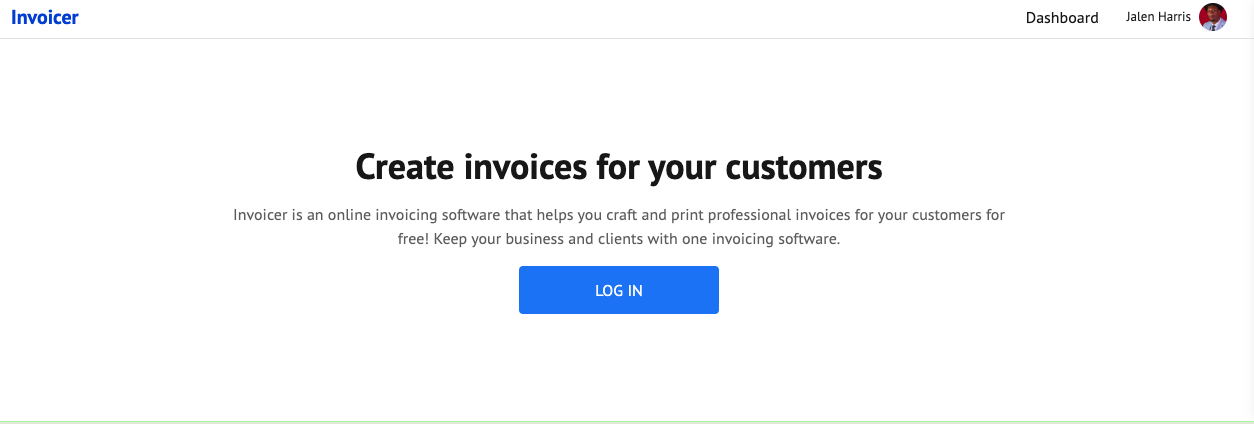 Invoicer
Dashboard
Jalen Harris
Create invoices for your customers
Invoicer is an online invoicing software that helps you craft and print professional invoices for your customers for
free! Keep your business and clients with one invoicing software.
LOG IN